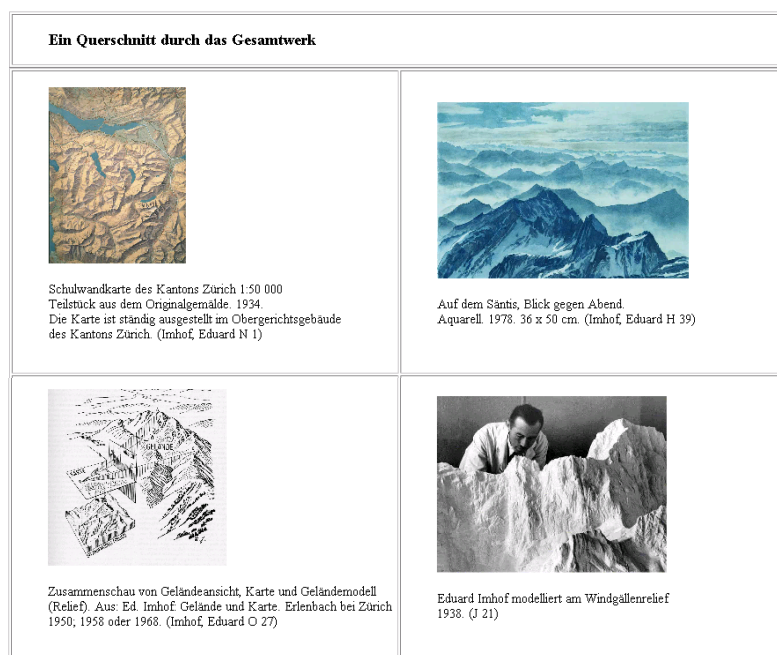 Ein Querschnitt durch das Gesamtwerk
Schulwandkarte des Kantons Zürich 1:50 000
Teilstück aus dem Originalgemälde. 1934.
Die Karte ist ständig ausgestellt im Obergerichtsgebäude
des Kantons Zürich. (Imhof, Eduard N 1)
Auf dem Säntis, Blick gegen Abend.
Aquarell. 1978. 36 x 50 cm. (Imhof, Eduard H 39)
GELÄNDE
Zusammenschau von Geländeansicht, Karte und Geländemodell
(Relief). Aus: Ed. Imhof: Gelände und Karte. Erlenbach bei Zürich
1950; 1958 oder 1968. (Imhof, Eduard O 27)
Eduard Imhof modelliert am Windgällenrelief
1938. (J 21)